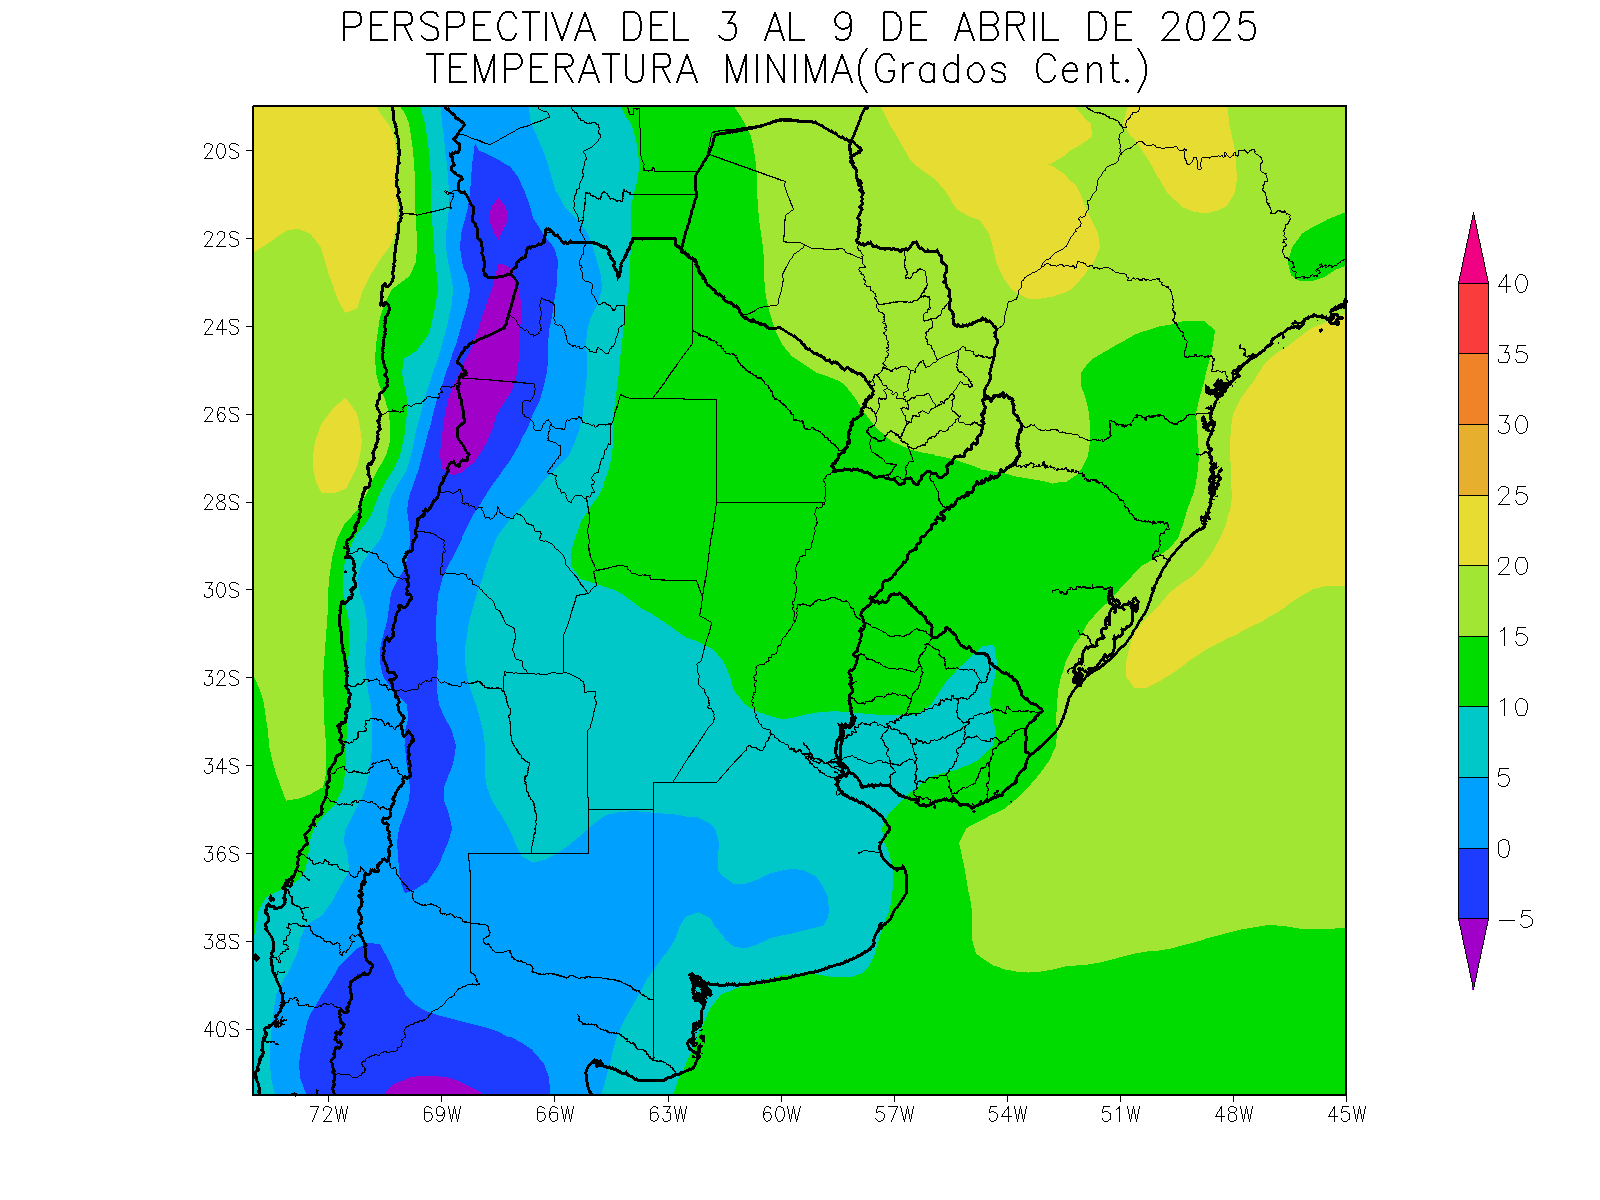 PERSPECTIVA DEL 3 AL 9 DE ABRIL DE 2025
TEMPERATURA MINIMA(Grados Cent.)
20S
22S
24S
26S
28S
30S
32S
34S
36S
38S
40S
72W 69W 66W 63W 60W 57W 54W 51W 48W 45W
40
35
30
25
20
15
10
5
0
−5